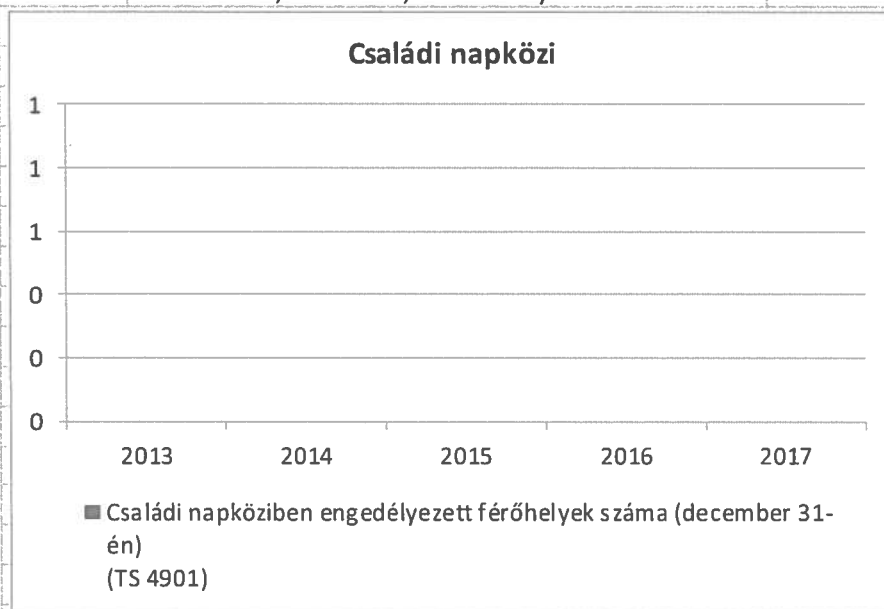 Családi napközi
1
1
1
0
0
0
2013 2014 2015 2016 2017
Családi napköziben engedélyezett férőhelyek száma (december 31-
én)
(TS 4901)